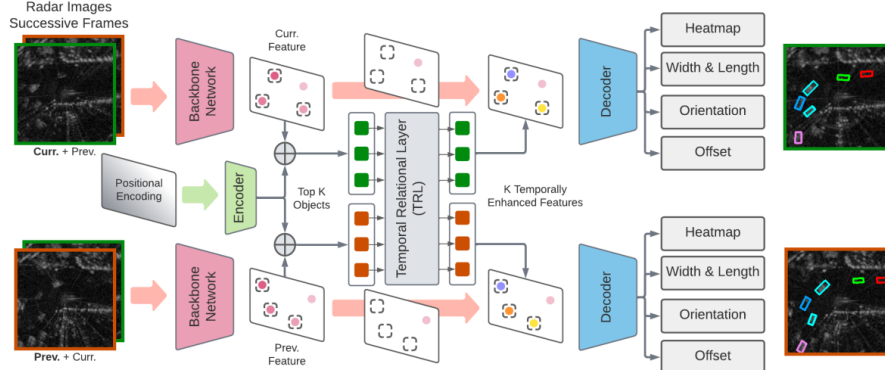 Radar Images
Successive Frames
Curr. + Prev.
Backbone
Network
Curr.
Feature
Positional
Encoding
Encoder
Top K
Objects
Temporal Relational Layer
(TRL)
K Temporally
Enhanced Features
Decoder
Heatmap
Width & Length
Orientation
Offset
Prev. + Curr.
Backbone
Network
Prev.
Feature
Decoder
Heatmap
Width & Length
Orientation
Offset